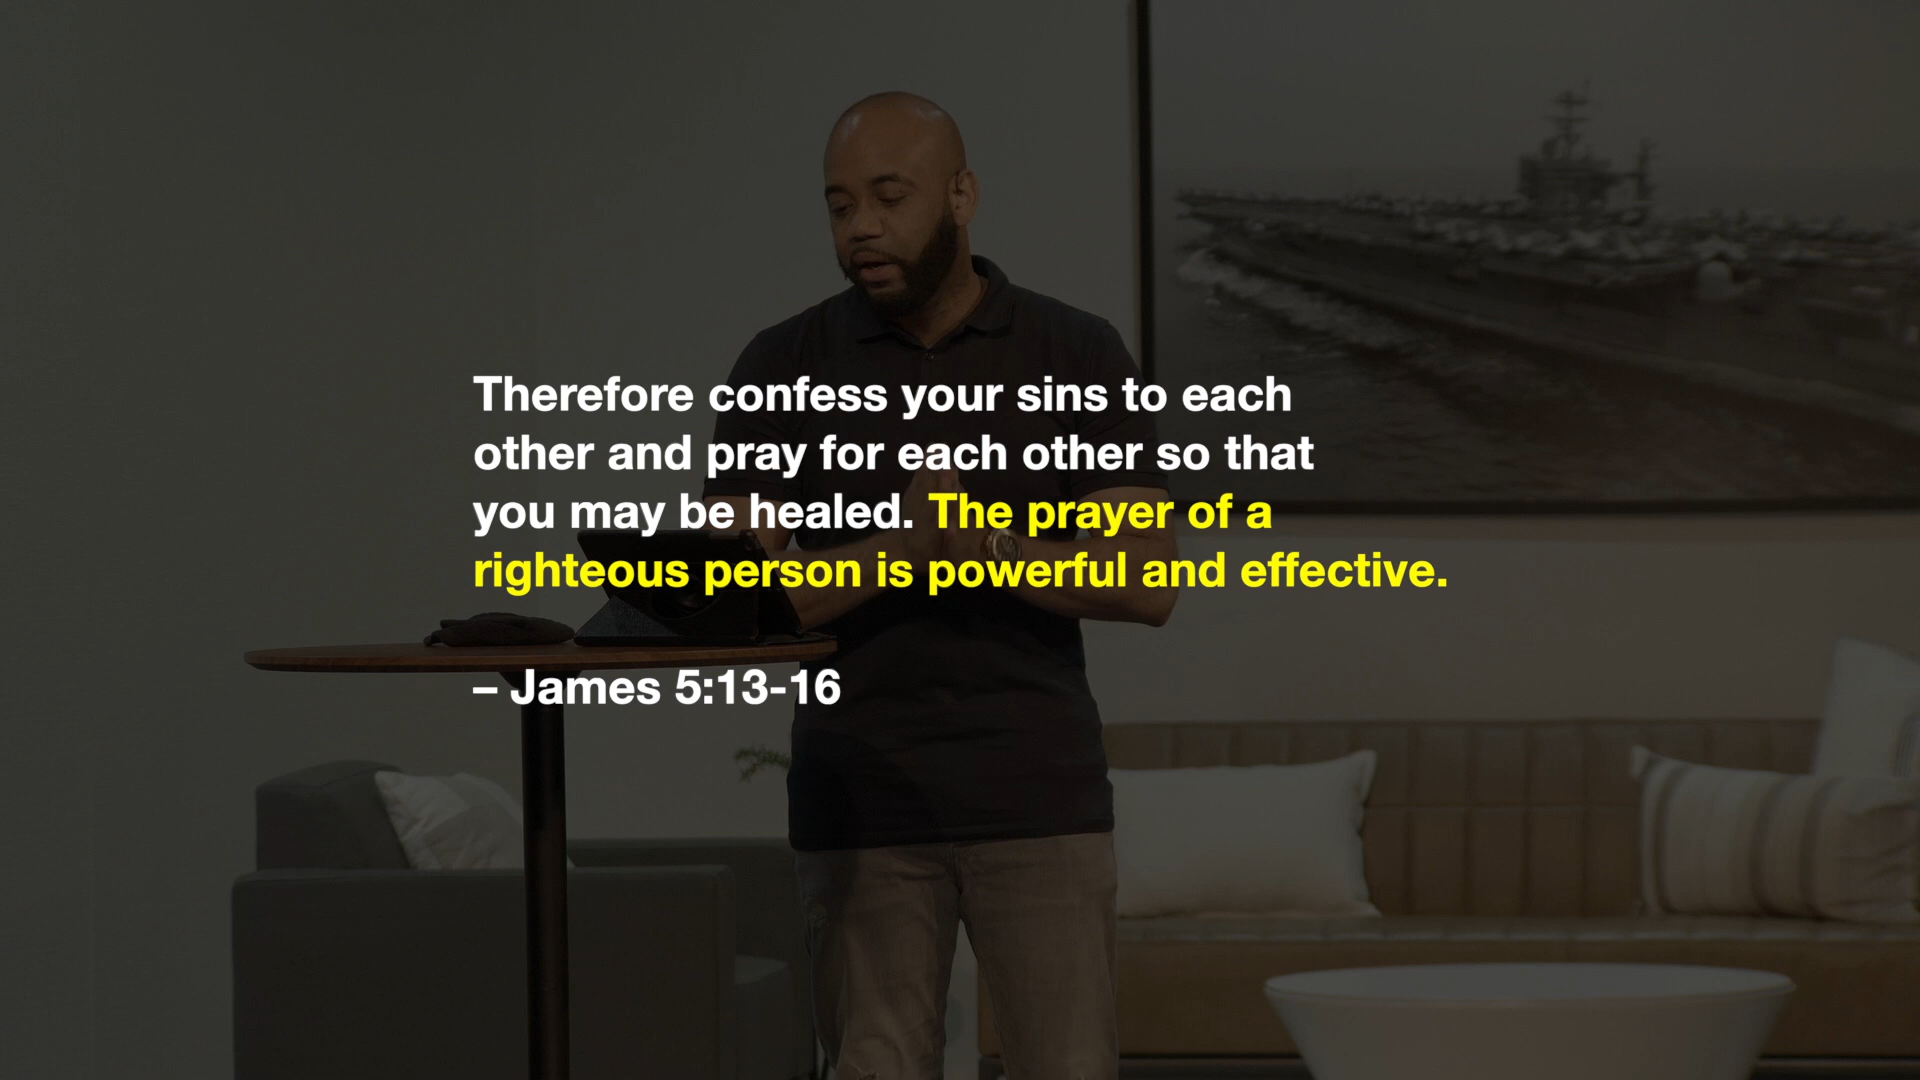 Therefore confess your sins to each
other and pray for each other so that
you may be healed. The prayer of a
righteous person is powerful and effective.
– James 5:13-16